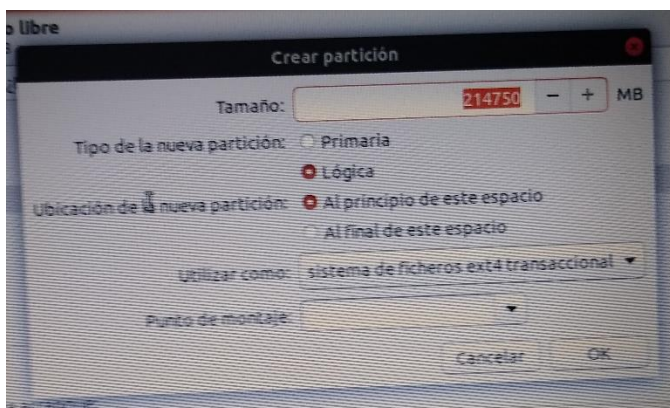 libre
Crear partición
Tamaño: 214750 − + MB
Tipo de la nueva partición: Primaria
Lógica
Ubicación de la nueva partición: Al principio de este espacio
Al final de este espacio
Utilizar como: sistema de ficheros ext4 transaccional
Punto de montaje:
Cancelar OK